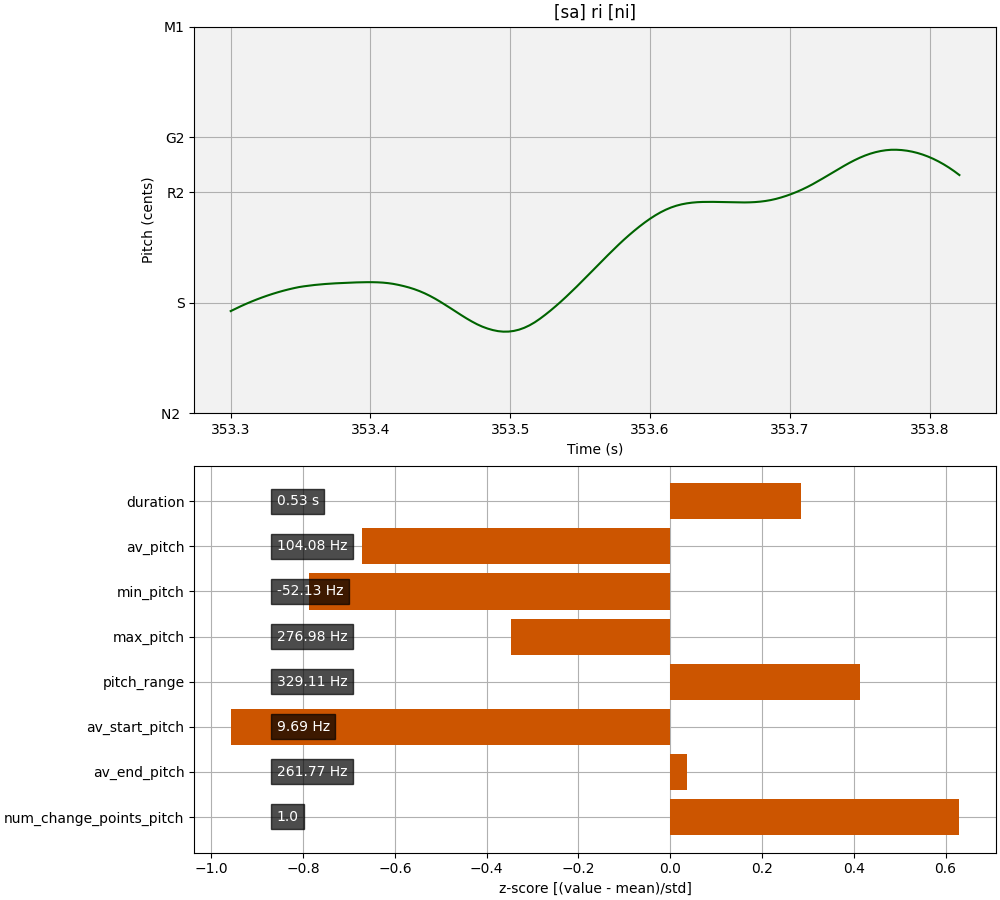 [sa] ri [ni]
M1
G2
R2
S
N2
Pitch (cents)
353.3 353.4 353.5 353.6 353.7 353.8
Time (s)
duration 0.53 s
av_pitch 104.08 Hz
min_pitch -52.13 Hz
max_pitch 276.98 Hz
pitch_range 329.11 Hz
av_start_pitch 9.69 Hz
av_end_pitch 261.77 Hz
num_change_points_pitch 1.0
−1.0 −0.8 −0.6 −0.4 −0.2 0.0 0.2 0.4 0.6
z-score [(value - mean)/std]